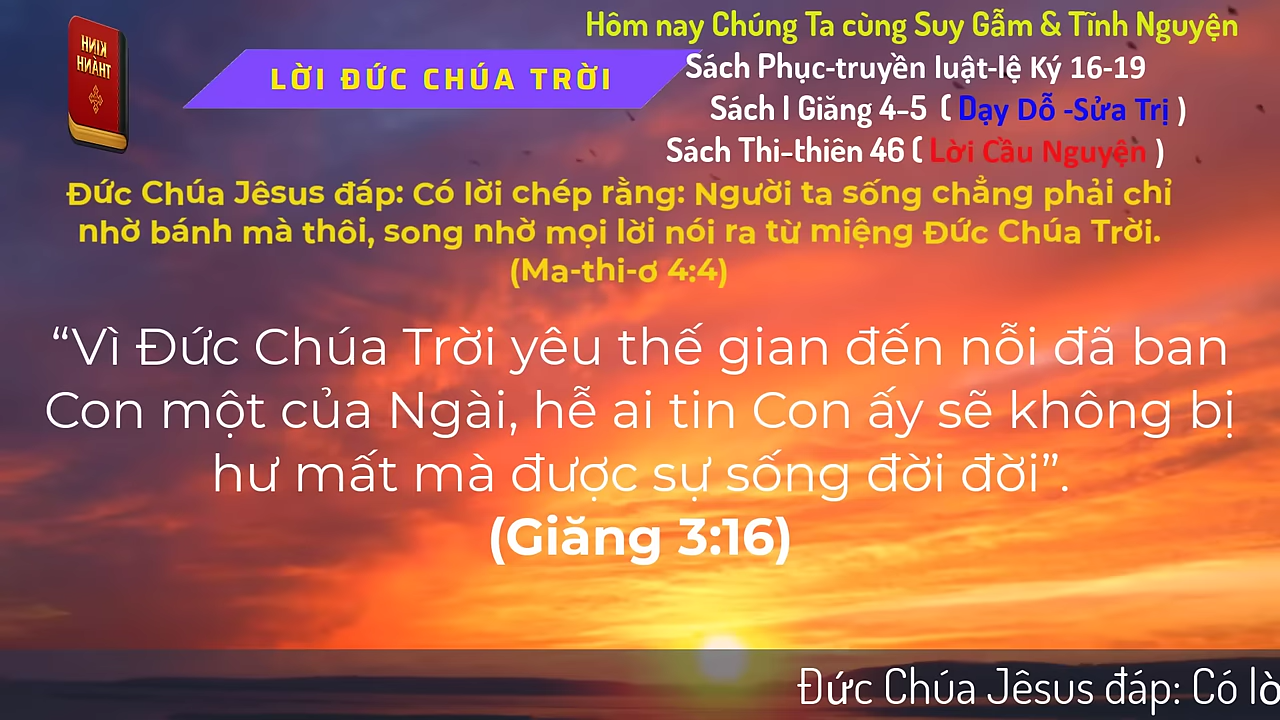 KINH
THÁNH
LỜI ĐỨC CHÚA TRỜI
Hôm nay Chúng Ta cùng Suy Gẫm & Tĩnh Nguyện
Sách Phục-truyền luật-lệ Ký 16-19
Sách I Giăng 4-5 ( Dạy Dỗ -Sửa Trị )
Sách Thi-thiên 46 ( Lời Cầu Nguyện )
Đức Chúa Jêsus đáp: Có lời chép rằng: Người ta sống chẳng phải chỉ
nhờ bánh mà thôi, song nhờ mọi lời nói ra từ miệng Đức Chúa Trời.
(Ma-thi-ơ 4:4)
“Vì Đức Chúa Trời yêu thế gian đến nỗi đã ban
Con một của Ngài, hễ ai tin Con ấy sẽ không bị
hư mất mà được sự sống đời đời”.
(Giăng 3:16)
Đức Chúa Jêsus đáp: Có lờ